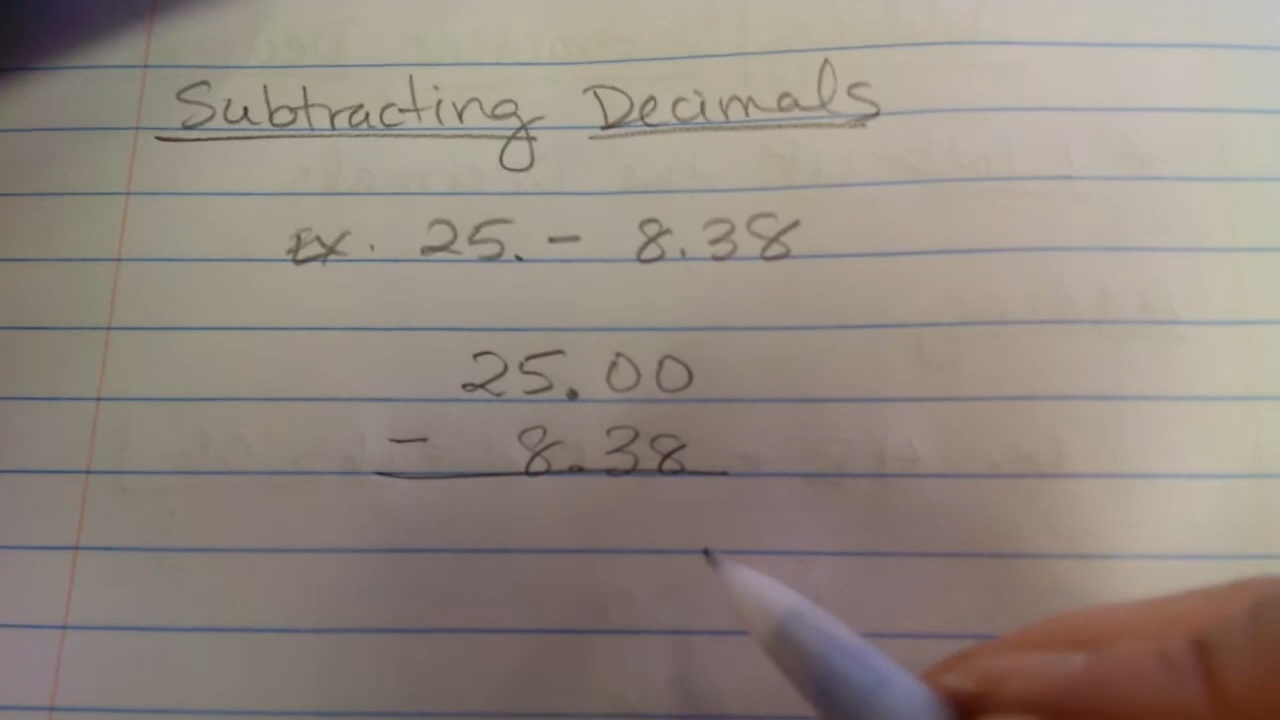 Subtracting Decimals
Ex. 25. - 8.38
25.00
- 8.38